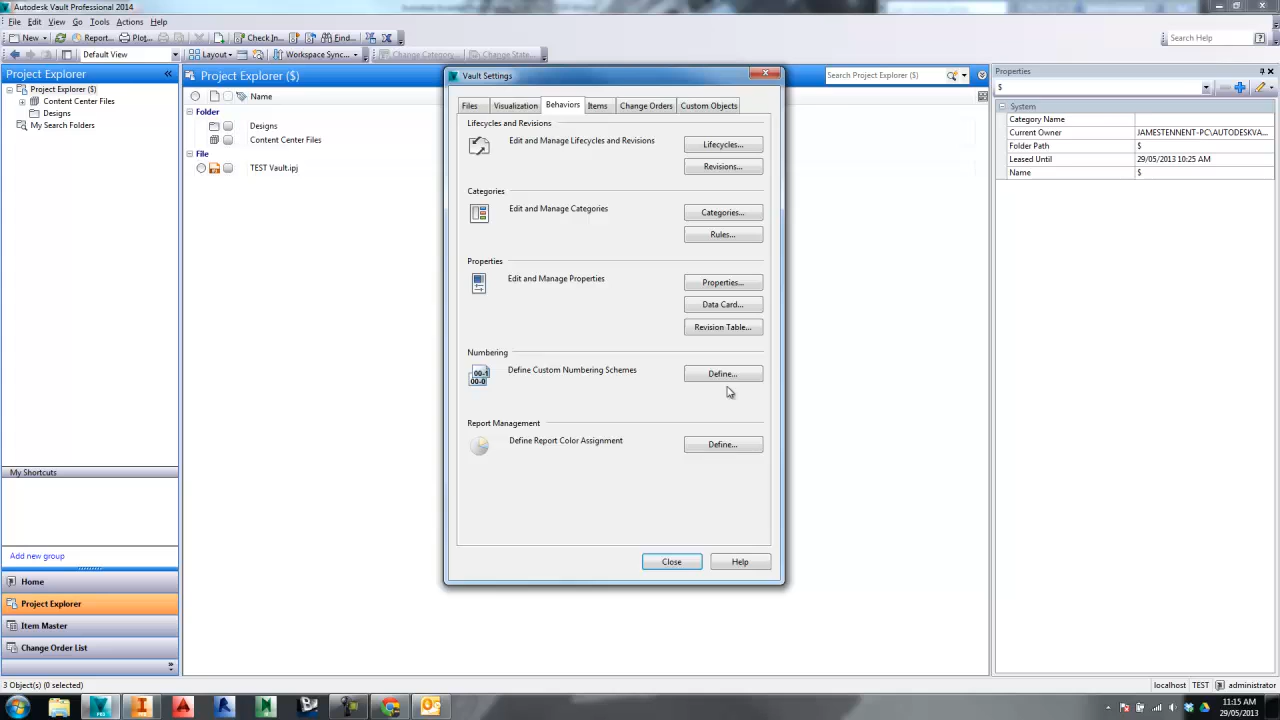 Autodesk Vault Professional 2014
File Edit View Go Tools Actions Help
New Report... Plot... Check In... Find...
Search Help
Default View Layout Workspace Sync... Change Category... Change State...
Project Explorer
Project Explorer ($)
Content Center Files
Designs
My Search Folders
My Shortcuts
Add new group
Home
Project Explorer
Item Master
Change Order List
Project Explorer ($)
Search Project Explorer ($)
Name
Folder
Designs
Content Center Files
File
TEST Vault.ipj
Vault Settings
Files Visualization Behaviors Items Change Orders Custom Objects
Lifecycles and Revisions
Edit and Manage Lifecycles and Revisions Lifecycles...
Revisions...
Categories
Edit and Manage Categories Categories...
Rules...
Properties
Edit and Manage Properties Properties...
Data Card...
Revision Table...
Numbering
00-1
00-0
Define Custom Numbering Schemes Define...
Report Management
Define Report Color Assignment Define...
Close Help
Properties
$
System
Category Name
Current Owner JAMESTENNENT-PC\AUTODESKVA...
Folder Path $
Leased Until 29/05/2013 10:25 AM
Name $
3 Object(s) (0 selected)
localhost TEST administrator
11:15 AM
29/05/2013